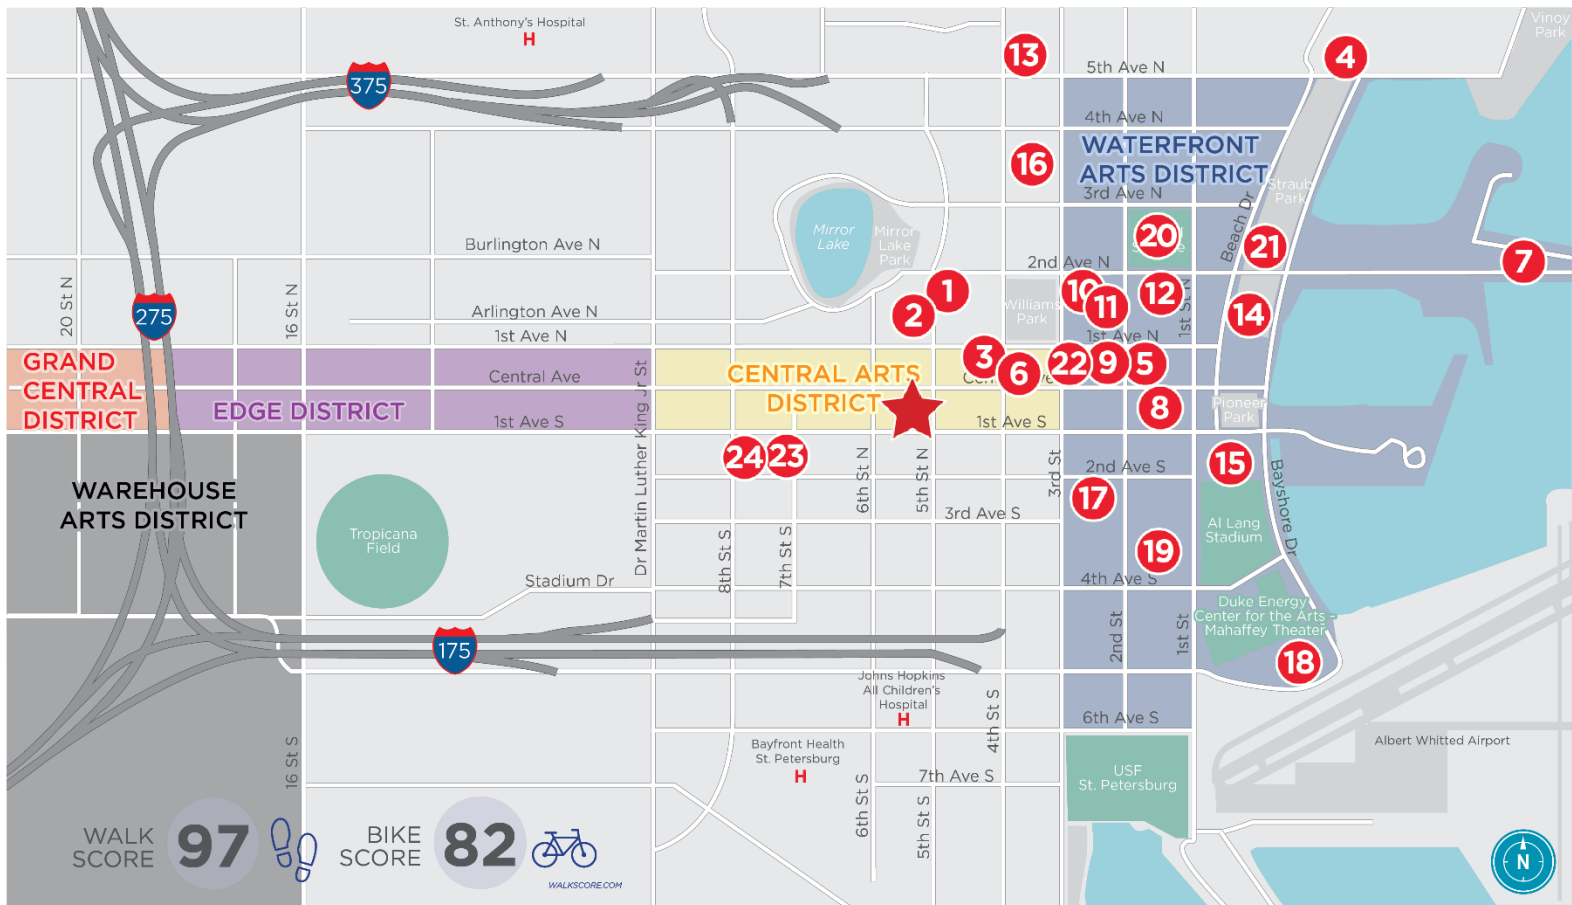 St. Anthony's Hospital
H
Vinoy
Park
13
4
5th Ave N
375
4th Ave N
WATERFRONT
ARTS DISTRICT
16
3rd Ave N
Straub
Park
Mirror
Lake
Mirror
Lake
Park
20
Beach Dr
21
7
Burlington Ave N
2nd Ave N
20 St N
16 St N
275
1
2
Williams
Park
10
11
12
1st St N
14
Arlington Ave N
1st Ave N
1st Ave N
GRAND
CENTRAL
DISTRICT
EDGE DISTRICT
Central Ave
1st Ave S
Dr Martin Luther King Jr St
CENTRAL ARTS
DISTRICT
3
6
22
9
5
8
1st Ave S
Pioneer
Park
24
23
6th St N
5th St N
3rd St
2nd Ave S
15
Bayshore Dr
17
WAREHOUSE
ARTS DISTRICT
Tropicana
Field
3rd Ave S
Al Lang
Stadium
19
Stadium Dr
8th St S
7th St S
4th Ave S
Duke Energy
Center for the Arts -
Mahaffey Theater
18
175
2nd St
1st St
Johns Hopkins
All Children's
Hospital
H
4th St S
6th Ave S
Bayfront Health
St. Petersburg
H
Albert Whitted Airport
16 St S
6th St S
5th St S
7th Ave S
USF
St. Petersburg
WALK
SCORE
97
BIKE
SCORE
82
WALKSCORE.COM
N